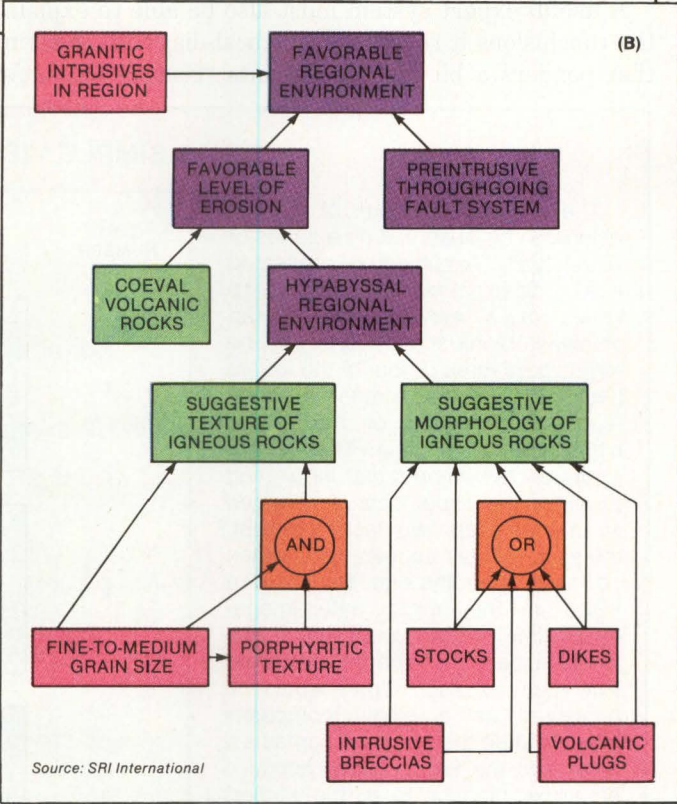 (B)
GRANITIC
INTRUSIVES
IN REGION
FAVORABLE
REGIONAL
ENVIRONMENT
FAVORABLE
LEVEL OF
EROSION
PREINTRUSIVE
THROUGHGOING
FAULT SYSTEM
COEVAL
VOLCANIC
ROCKS
HYPABYSSAL
REGIONAL
ENVIRONMENT
SUGGESTIVE
TEXTURE OF
IGNEOUS ROCKS
SUGGESTIVE
MORPHOLOGY OF
IGNEOUS ROCKS
AND
OR
FINE-TO-MEDIUM
GRAIN SIZE
PORPHYRITIC
TEXTURE
STOCKS
DIKES
INTRUSIVE
BRECCIAS
VOLCANIC
PLUGS
Source: SRI International